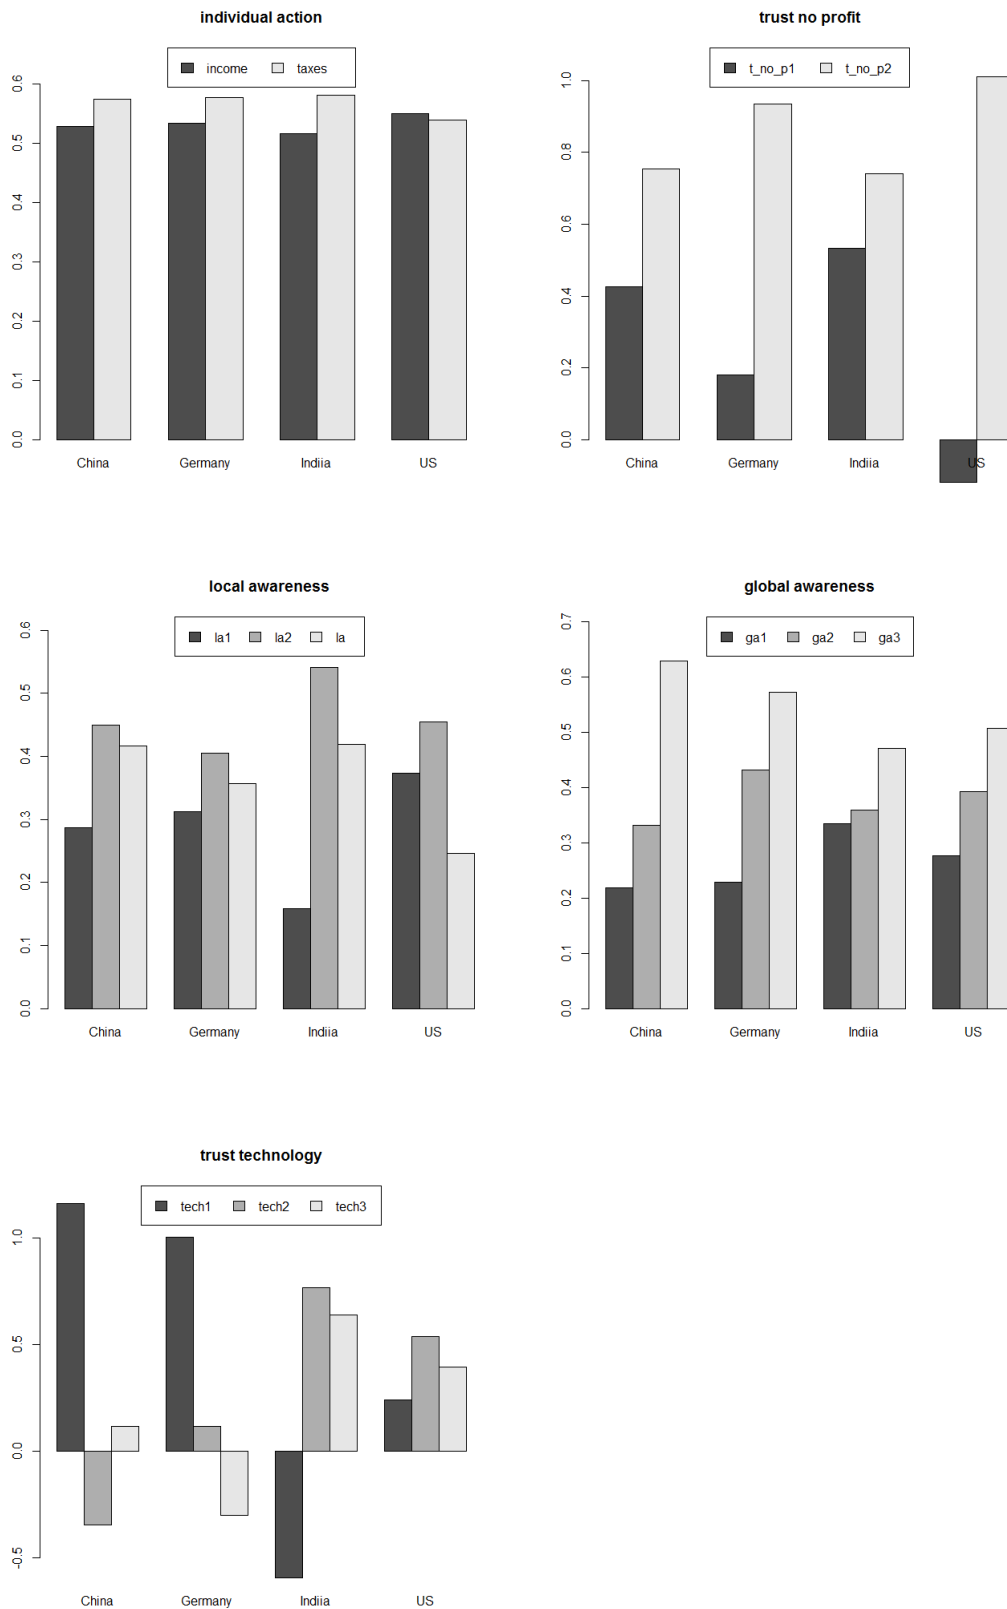 individual action
income taxes
0.0 0.1 0.2 0.3 0.4 0.5 0.6
China Germany Indiia US
trust no profit
t_no_p1 t_no_p2
0.0 0.2 0.4 0.6 0.8 1.0
China Germany Indiia US
local awareness
la1 la2 la
0.0 0.1 0.2 0.3 0.4 0.5 0.6
China Germany Indiia US
global awareness
ga1 ga2 ga3
0.0 0.1 0.2 0.3 0.4 0.5 0.6 0.7
China Germany Indiia US
trust technology
tech1 tech2 tech3
-0.5 0.0 0.5 1.0
China Germany Indiia US